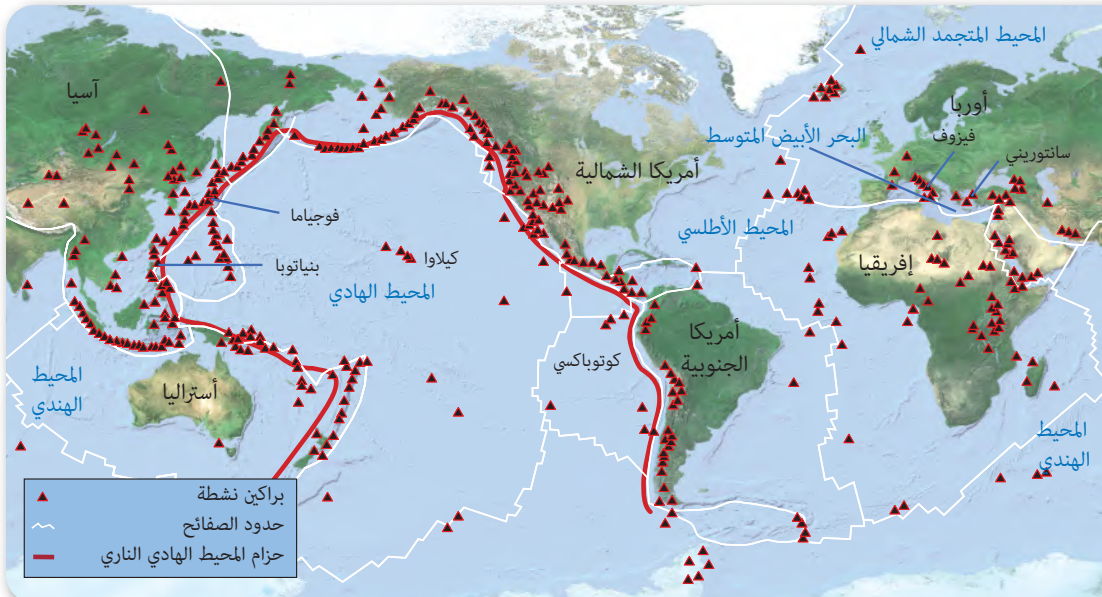 المحيط المتجمد الشمالي
آسيا
أوربا
البحر الأبيض المتوسط
فيزوف
سانتوريني
أمريكا الشمالية
فوجياما
المحيط الأطلسي
كيلاوا
بنياتوبا
إفريقيا
المحيط الهادي
أمريكا
الجنوبية
كوتوباكسي
المحيط
الهندي
أستراليا
المحيط
الهندي
براكين نشطة
حدود الصفائح
حزام المحيط الهادي الناري